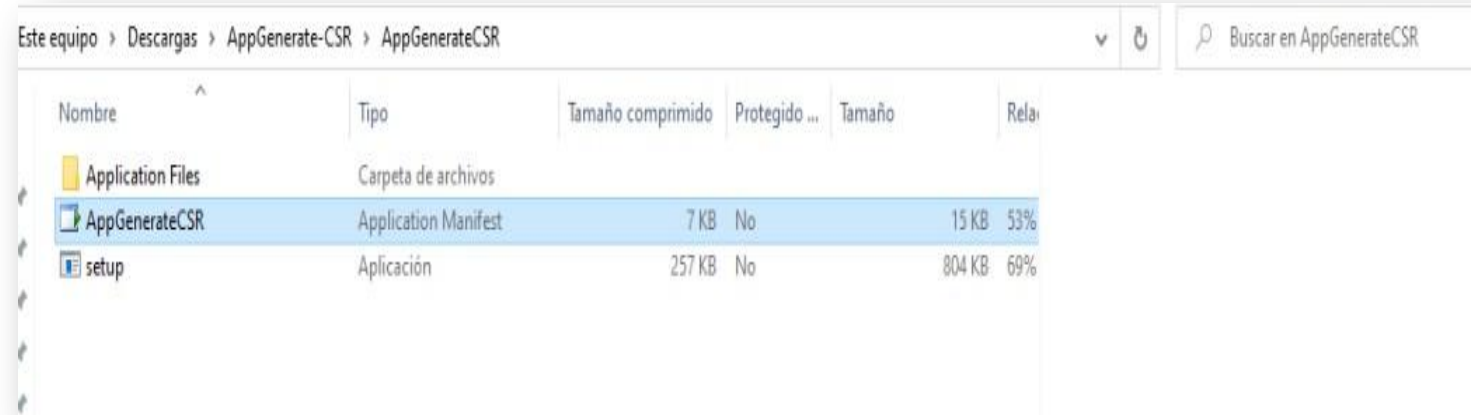 Este equipo > Descargas > AppGenerate-CSR > AppGenerateCSR
Buscar en AppGenerateCSR
Nombre Tipo Tamaño comprimido Protegido ... Tamaño
Application Files Carpeta de archivos
AppGenerateCSR Application Manifest 7 KB No 15 KB 53%
setup Aplicación 257 KB No 804 KB 69%